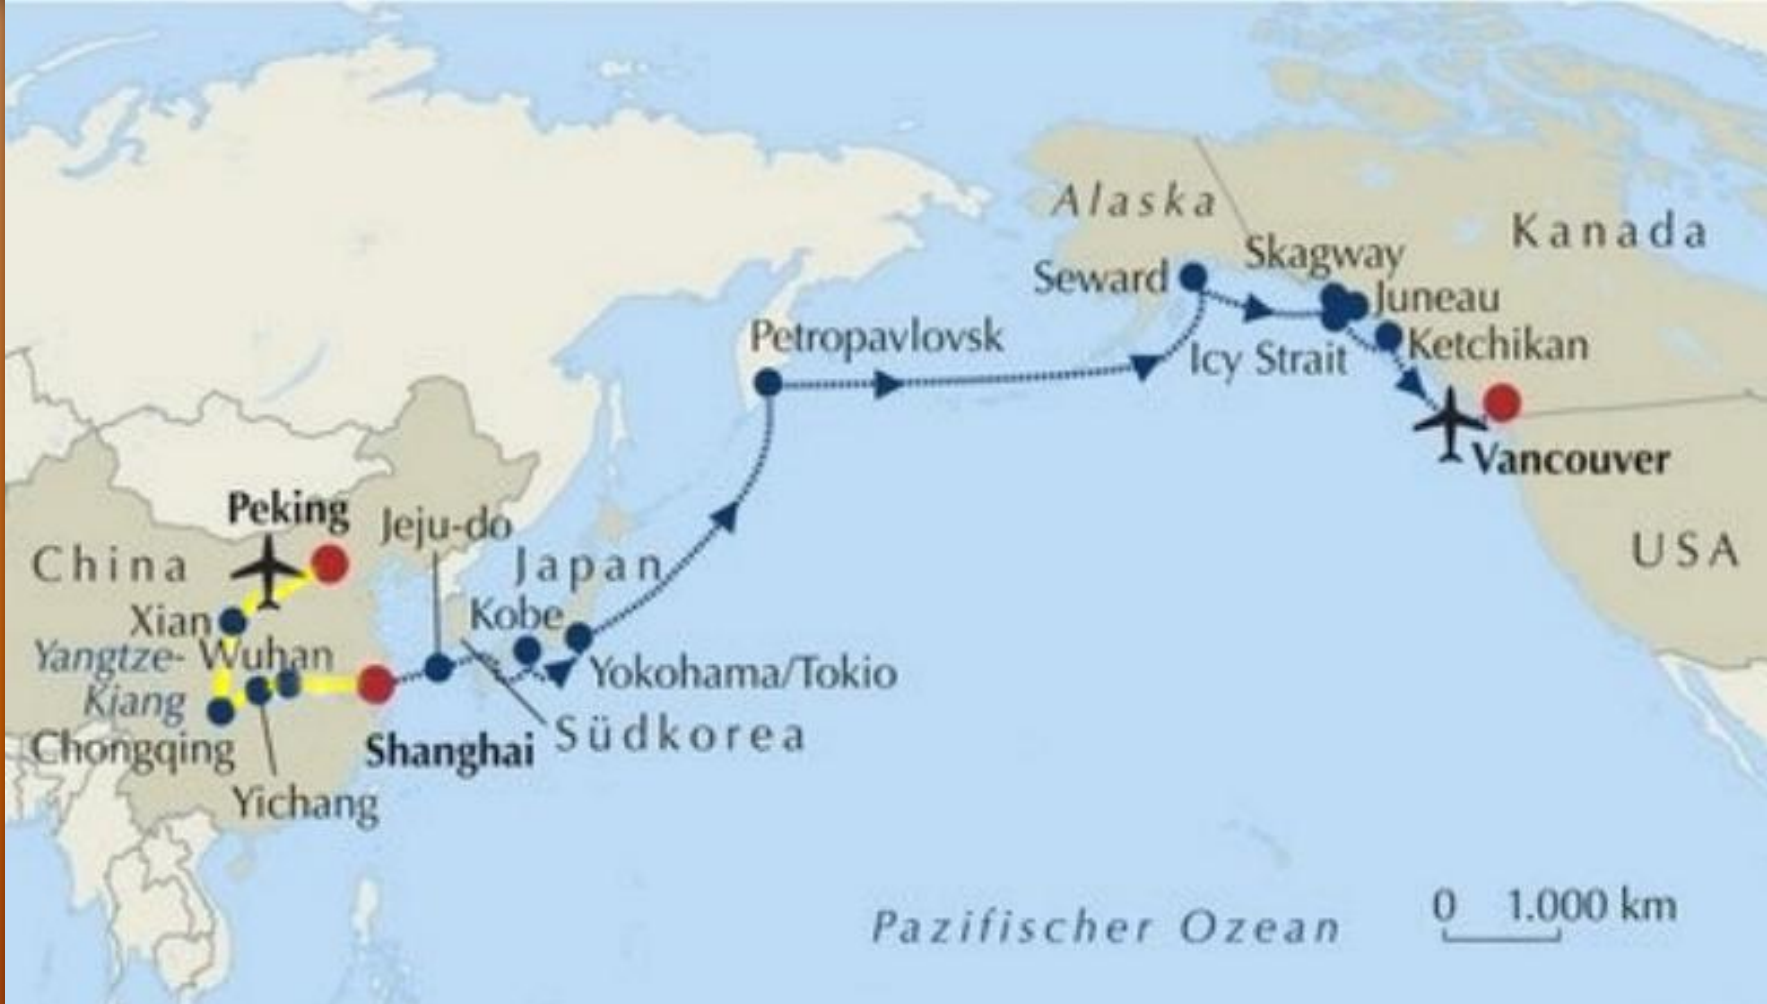 Alaska
Kanada
Skagway
Seward
Juneau
Petropavlovsk
Ketchikan
Icy Strait
Vancouver
Peking
Jeju-do
China
Japan
USA
Xian
Kobe
Yangtze-
Wuhan
Kiang
Yokohama/Tokio
Chongqing
Shanghai
Südkorea
Yichang
Pazifischer Ozean
0 1.000 km